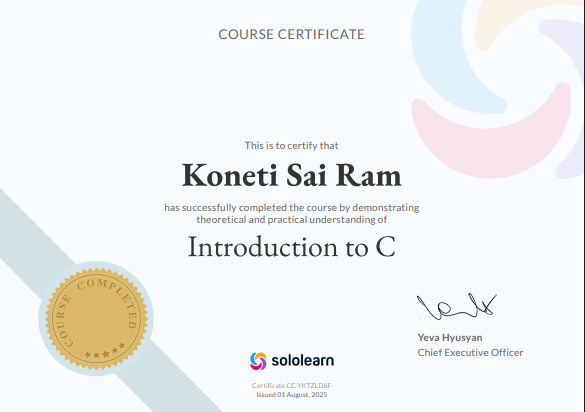 COURSE CERTIFICATE
This is to certify that
Koneti Sai Ram
has successfully completed the course by demonstrating
theoretical and practical understanding of
Introduction to C
COURSE COMPLETED
Yeva Hyusyan
Chief Executive Officer
sololearn
Certificate CC-YKTZLD6F
Issued 01 August, 2025